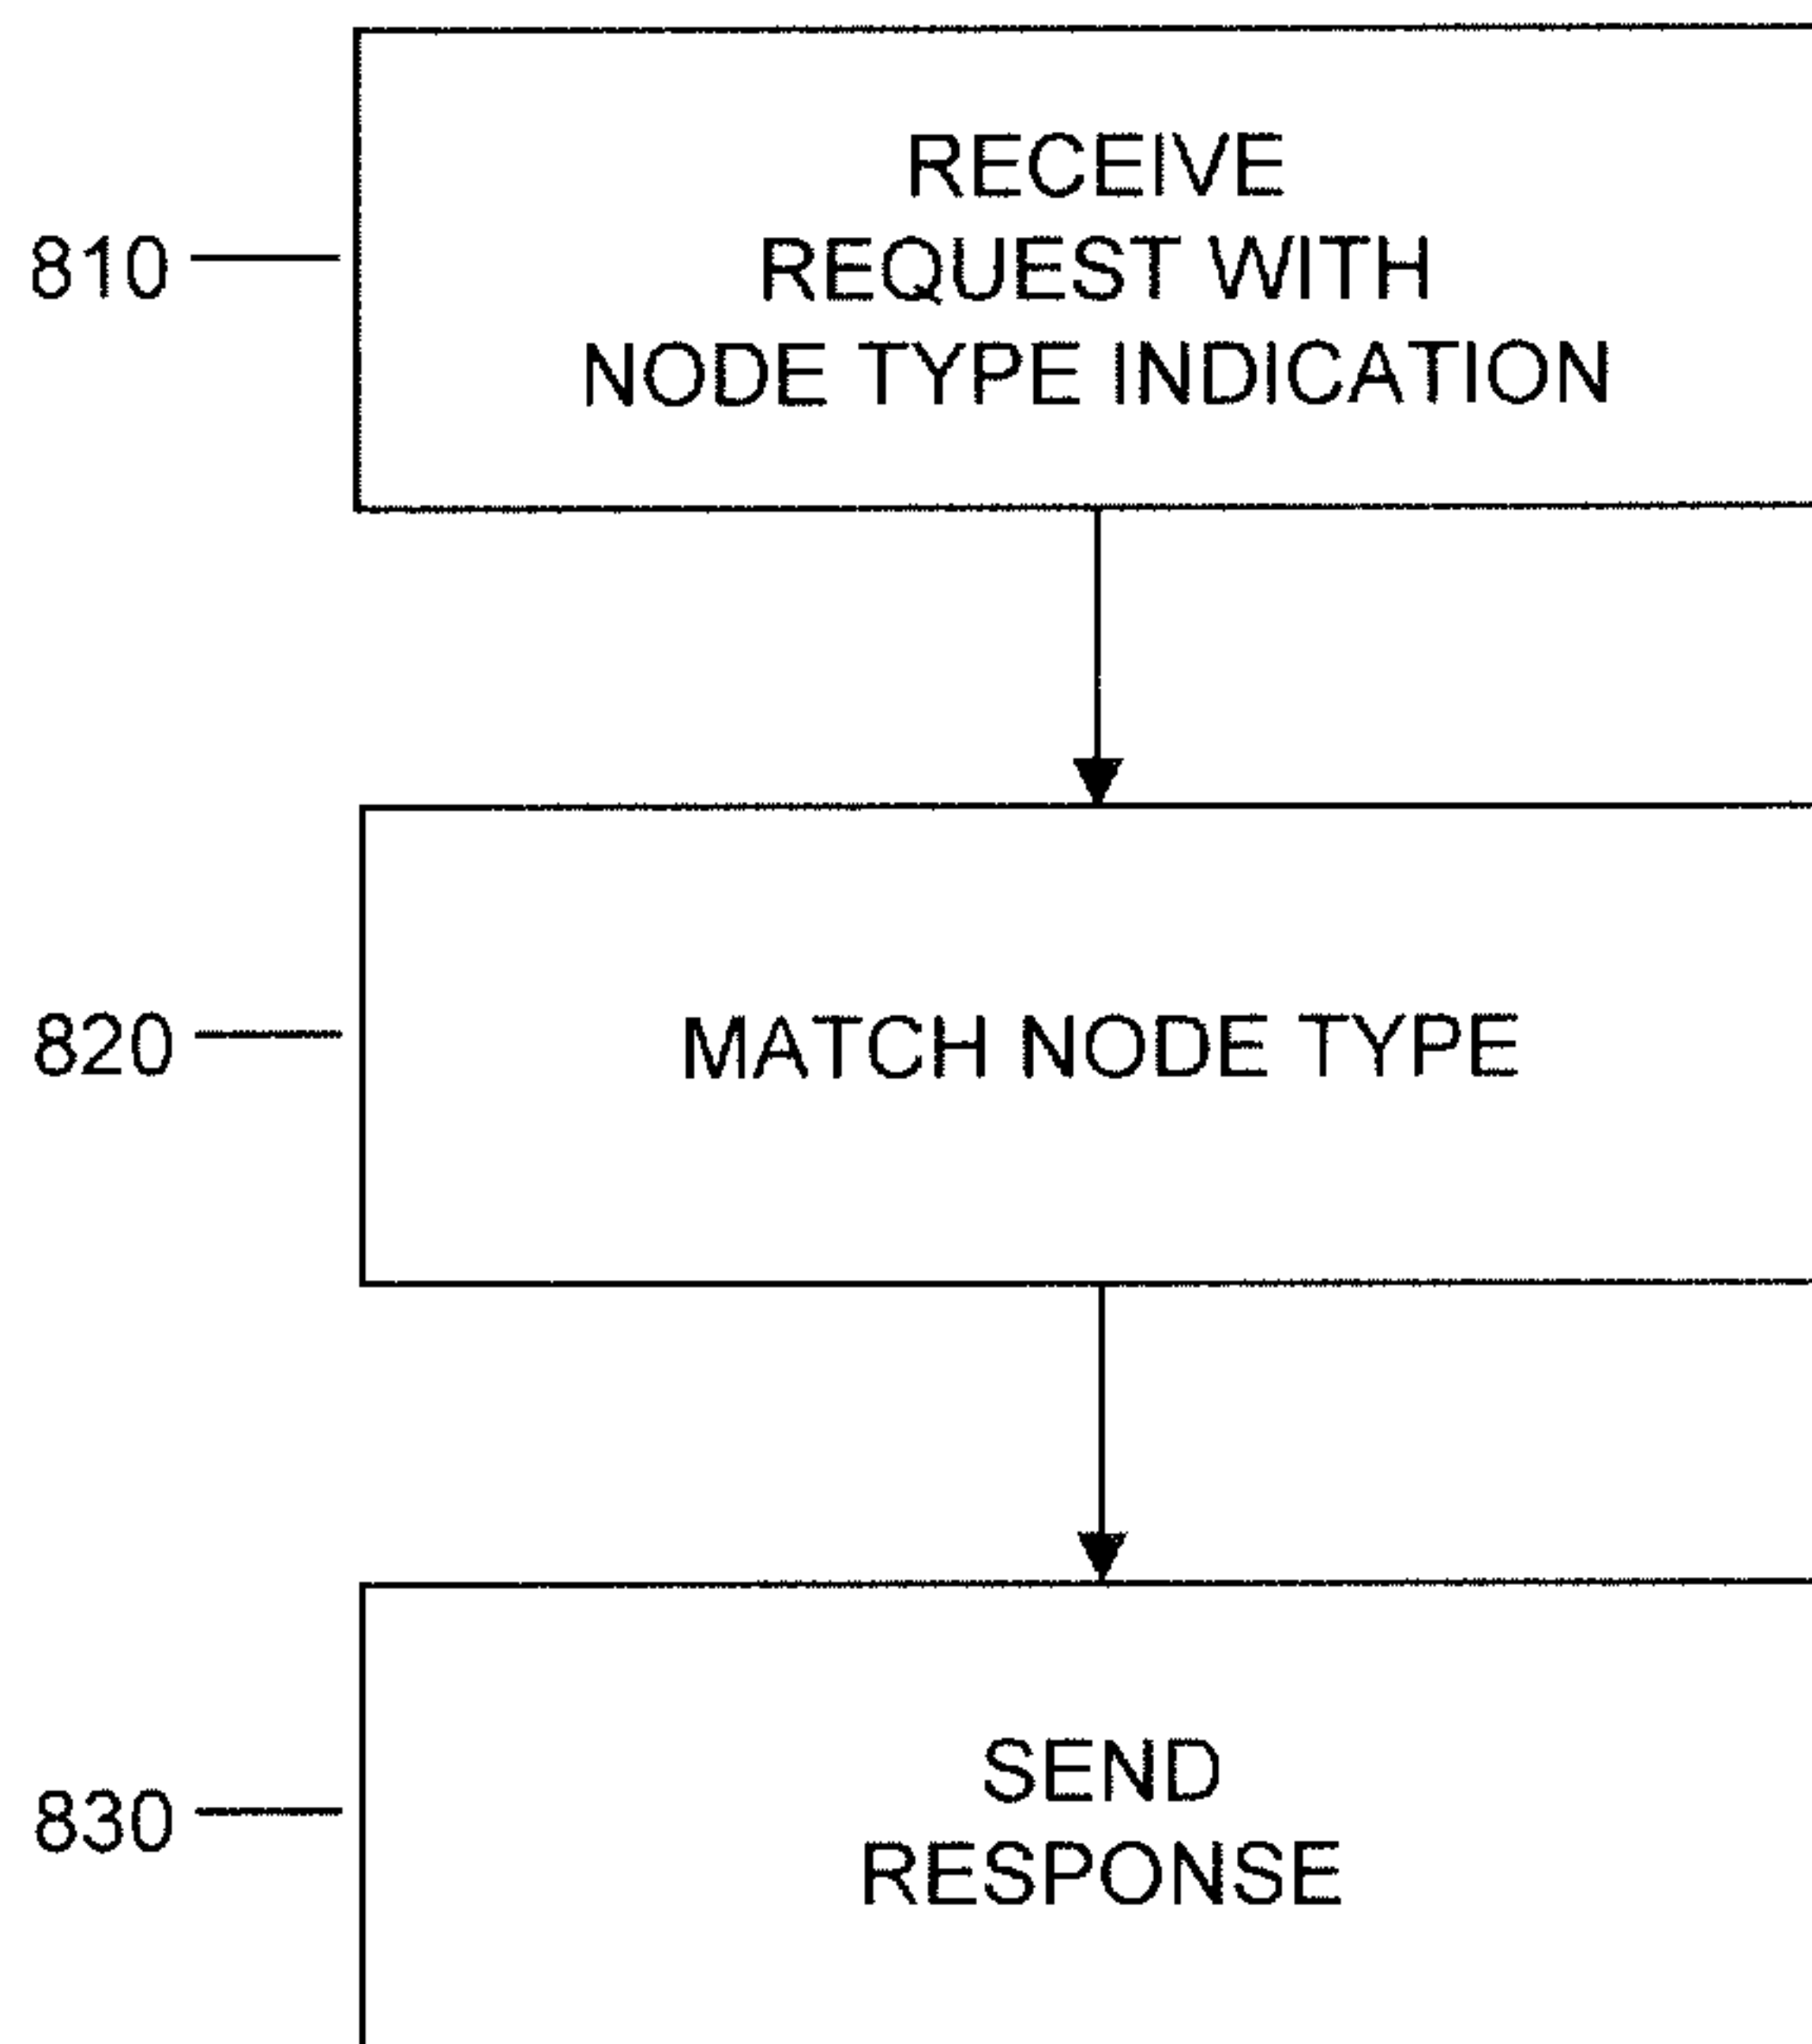 RECEIVE
810 REQUEST WITH
NODE TYPE INDICATION
820 MATCH NODE TYPE
SEND
830
RESPONSE